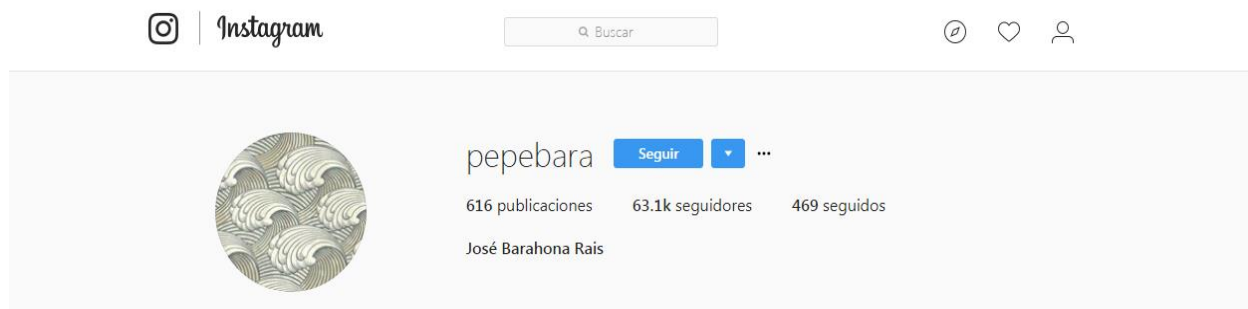 Instagram
Buscar
pepebara Seguir
616 publicaciones 63.1k seguidores 469 seguidos
José Barahona Rais